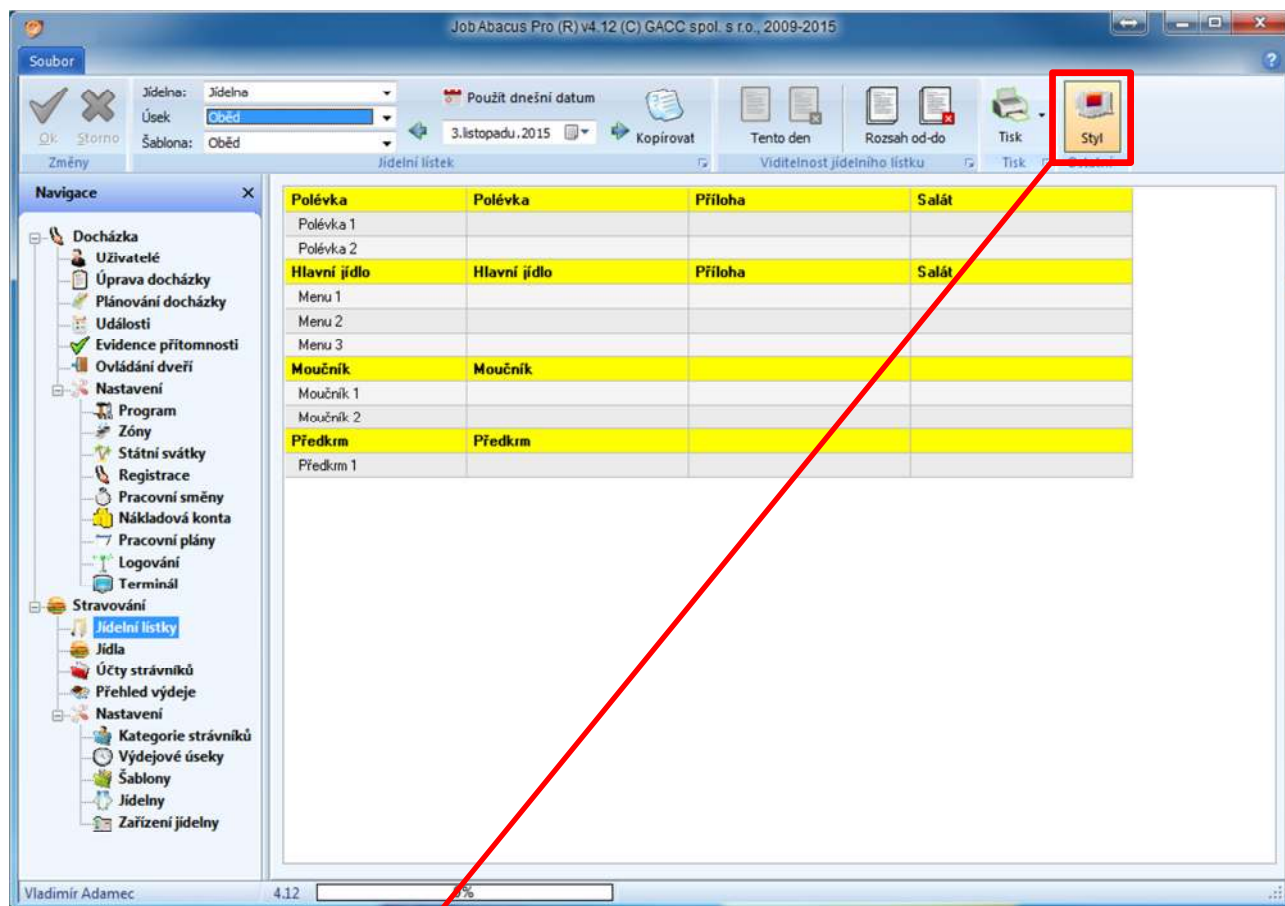 Job Abacus Pro (R) v4.12 (C) GACC spol. s r.o., 2009-2015
Soubor
Ok Storno
Změny
Jídelna: Jídelna
Úsek Oběd
Šablona: Oběd
Použít dnešní datum
3.listopadu.2015
Kopírovat
Jídelní lístek
Tento den Rozsah od-do
Viditelnost jídelního lístku
Tisk
Tisk
Styl
Ostatní
Navigace
Docházka
Uživatelé
Úprava docházky
Plánování docházky
Události
Evidence přítomnosti
Ovládání dveří
Nastavení
Program
Zóny
Státní svátky
Registrace
Pracovní směny
Nákladová konta
Pracovní plány
Logování
Terminál
Stravování
Jídelní lístky
Jídla
Účty strávníků
Přehled výdeje
Nastavení
Kategorie strávníků
Výdejové úseky
Šablony
Jídelny
Zařízení jídelny
Polévka Polévka Příloha Salát
Polévka 1
Polévka 2
Hlavní jídlo Hlavní jídlo Příloha Salát
Menu 1
Menu 2
Menu 3
Moučník Moučník
Moučník 1
Moučník 2
Předkrm Předkrm
Předkrm 1
Vladimír Adamec 4.12